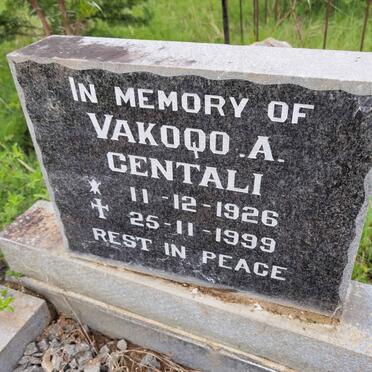 IN MEMORY OF
VAKOQO .A.
CENTALI
11-12-1926
25-11-1999
REST IN PEACE